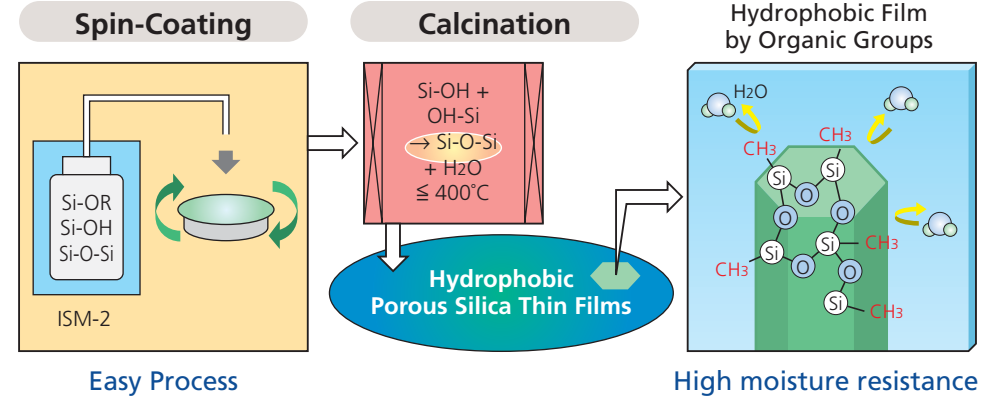 Spin-Coating
Si-OR
Si-OH
Si-O-Si
ISM-2
Easy Process
Calcination
Si-OH +
OH-Si
→ Si-O-Si
+ H2O
≦ 400°C
Hydrophobic
Porous Silica Thin Films
Hydrophobic Film
by Organic Groups
H2O
CH3
CH3
Si
Si
O
O
O
Si
Si
CH3
CH3
O
O
Si
CH3
High moisture resistance